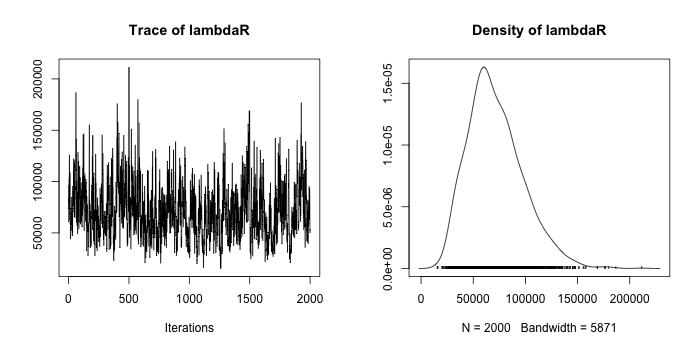 Trace of lambdaR
200000
150000
100000
50000
0
500
1000
1500
2000
Iterations
Density of lambdaR
1.5e-05
1.0e-05
5.0e-06
0.0e+00
0
50000
100000
150000
200000
N = 2000 Bandwidth = 5871